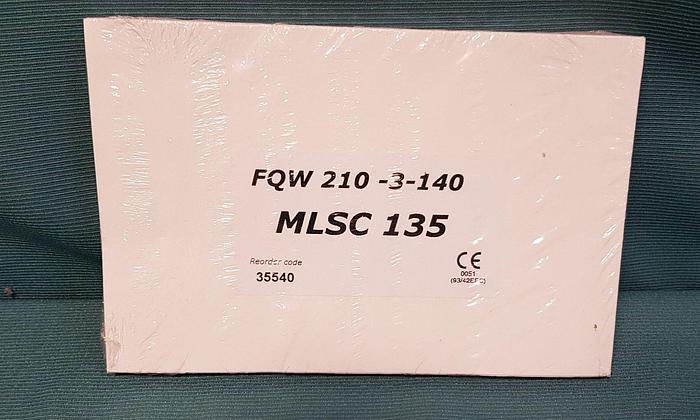 FQW 210 -3-140
MLSC 135
Reorder code
35540
CE
0051
(93/42EEC)